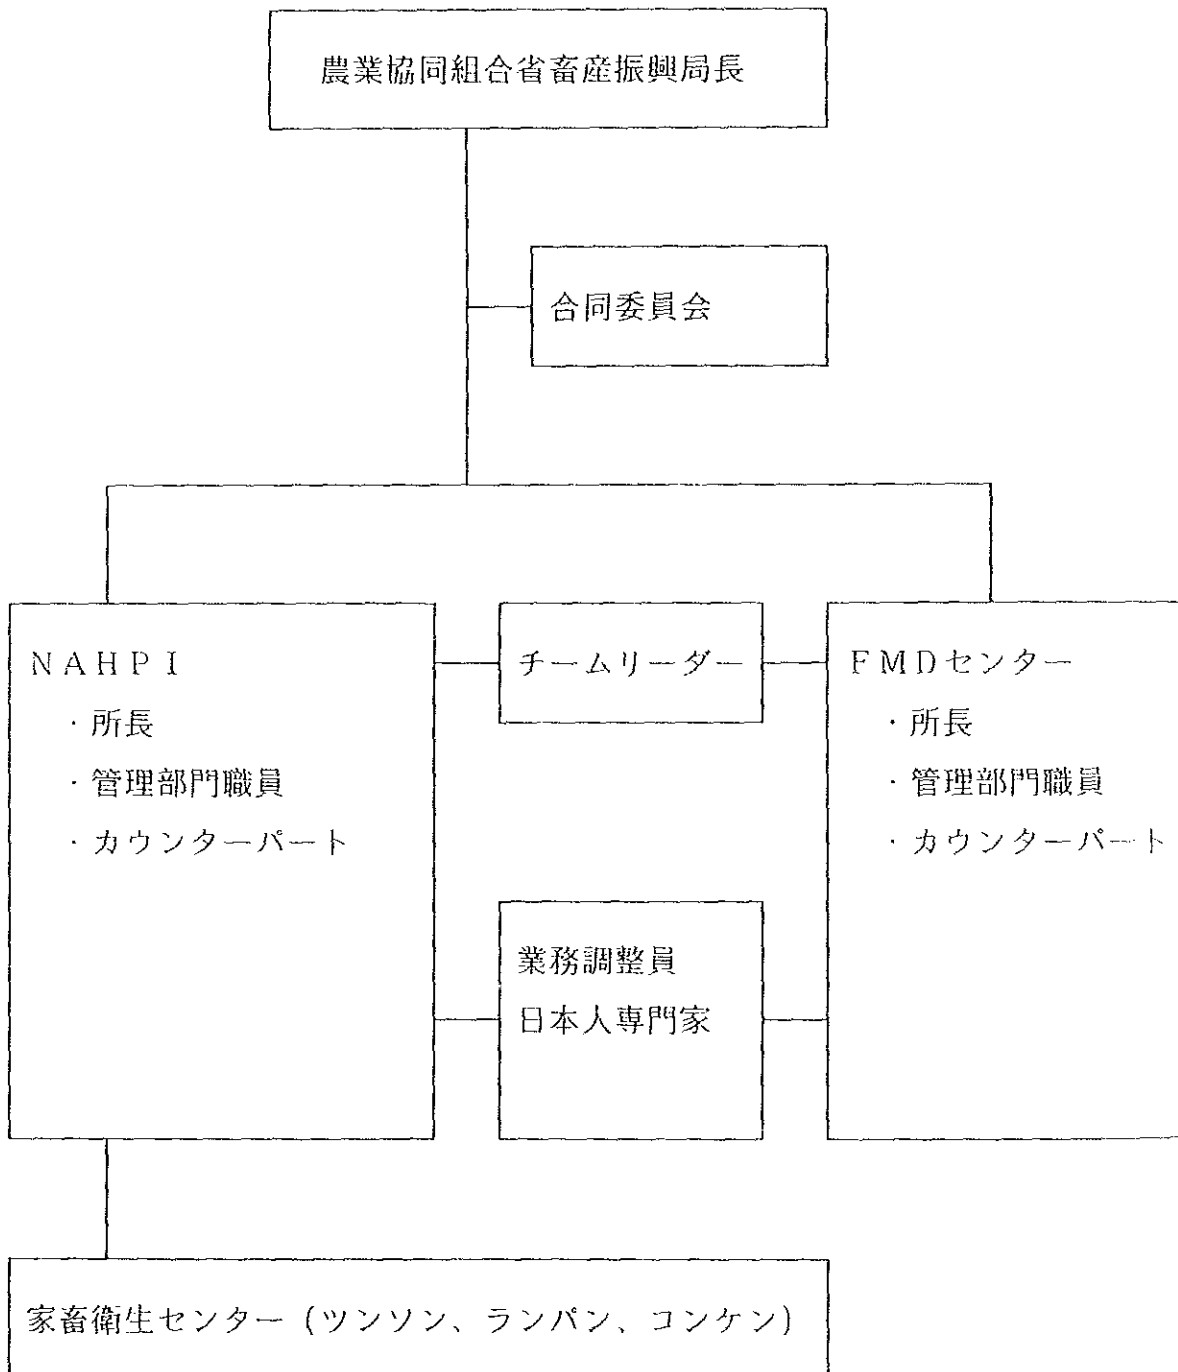 農業協同組合省畜産振興局長
合同委員会
NAHPI
・所長
・管理部門職員
・カウンターパート
チームリーダー
FMDセンター
・所長
・管理部門職員
・カウンターパート
業務調整員
日本人専門家
家畜衛生センター (ツンソン、ランパン、コンケン)